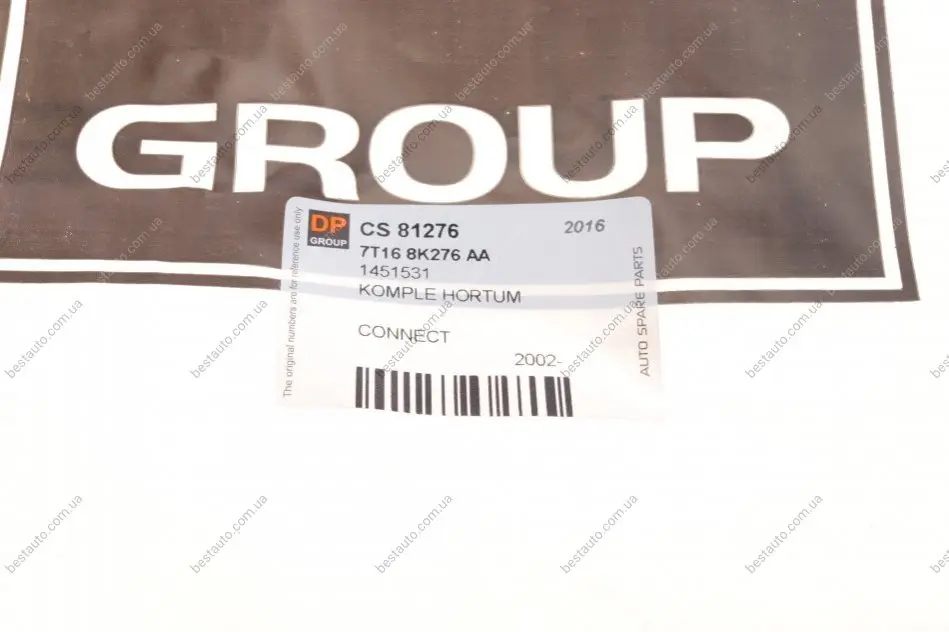 GROUP
DP
GROUP
CS 81276
2016
7T16 8K276 AA
1451531
KOMPLE HORTUM
CONNECT
2002-
The original numbers are for reference use only
AUTO SPARE PARTS
bestauto.com.ua